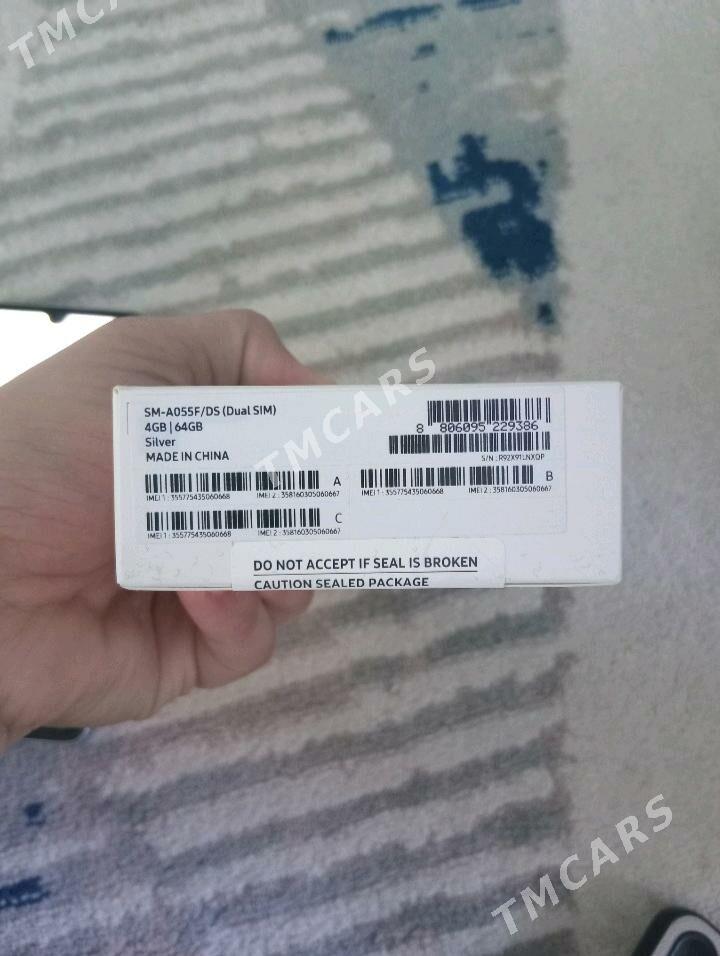 TMCARS
SM-A055F/DS (Dual SIM)
4GB | 64GB
Silver
MADE IN CHINA
8 806095 229386
S/N : R92X91LNXQP
IMEI 1 : 355775435060668 IMEI 2 : 358160305060667 A
IMEI 1 : 355775435060668 IMEI 2 : 358160305060667 B
IMEI 1 : 355775435060668 IMEI 2 : 358160305060667 C
DO NOT ACCEPT IF SEAL IS BROKEN
CAUTION SEALED PACKAGE
TMCARS
TMCARS